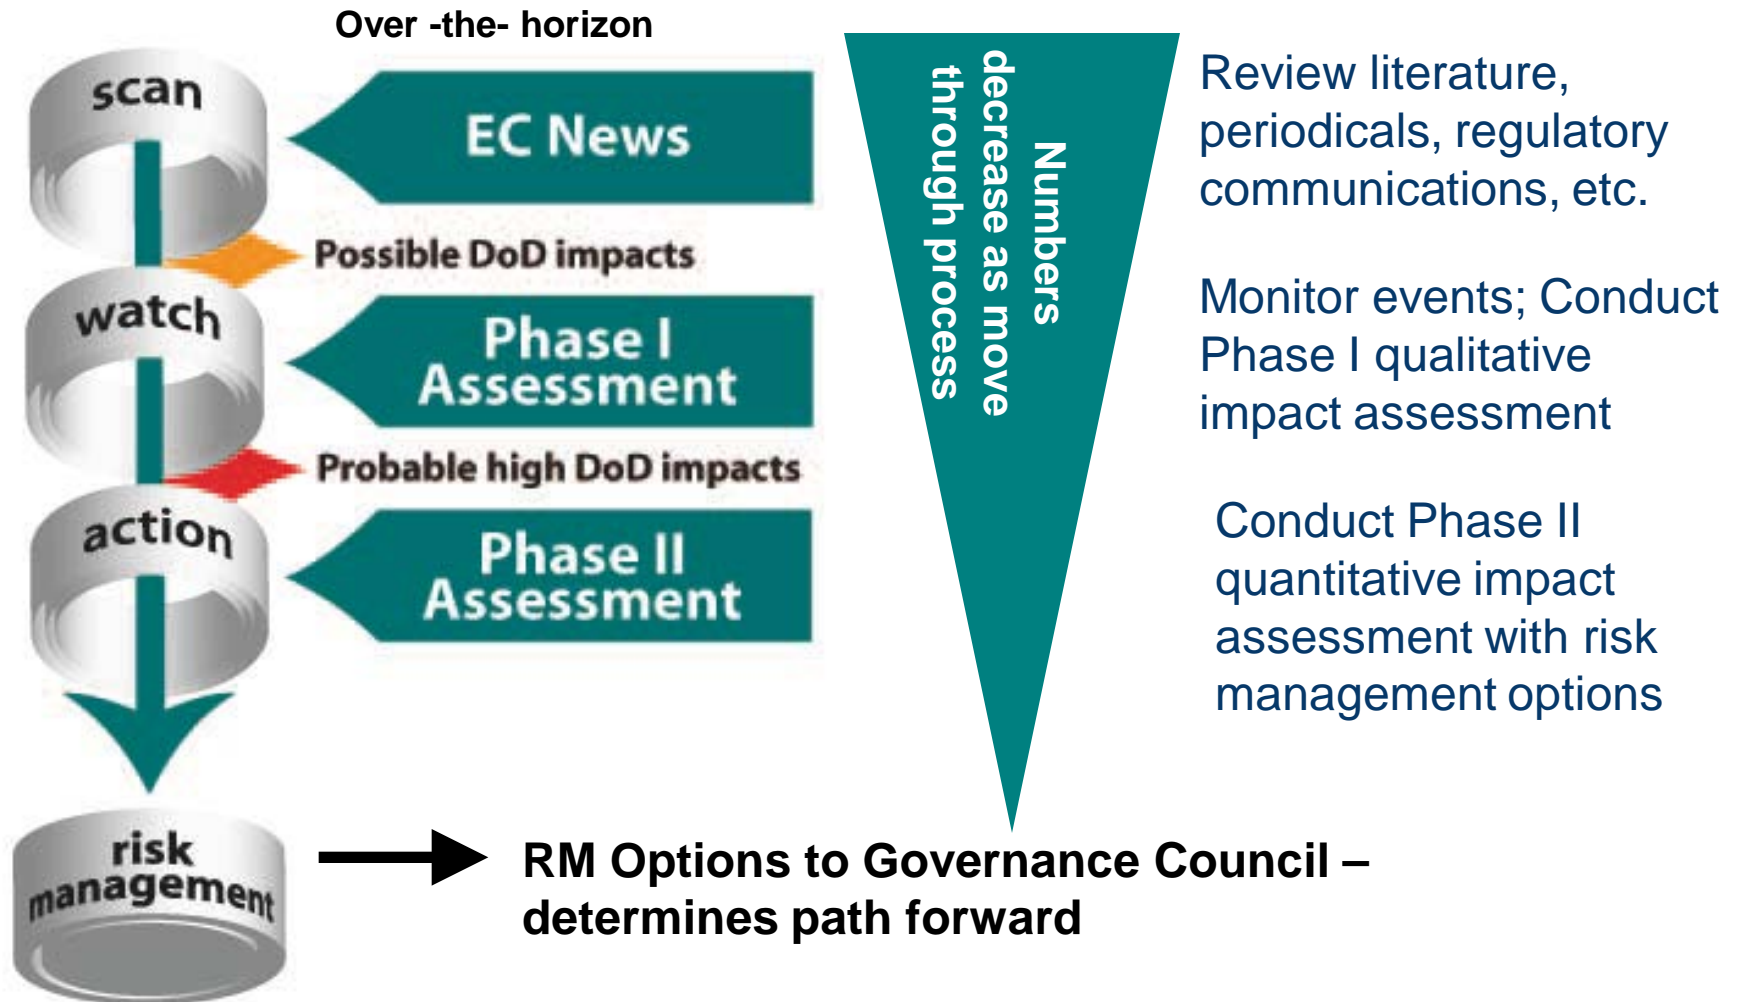 Over -the- horizon
scan
EC News
Possible DoD impacts
watch
Phase I
Assessment
Probable high DoD impacts
action
Phase II
Assessment
risk
management
Numbers
decrease as move
through process
Review literature,
periodicals, regulatory
communications, etc.
Monitor events; Conduct
Phase I qualitative
impact assessment
Conduct Phase II
quantitative impact
assessment with risk
management options
RM Options to Governance Council –
determines path forward